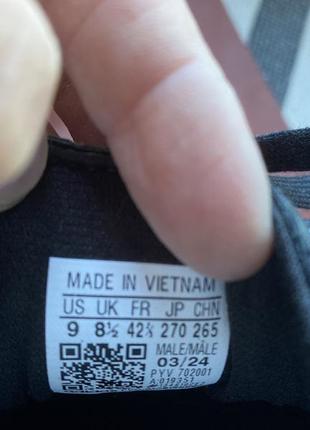 MADE IN VIETNAM
US UK FR JP CHN
9 8½ 42⅔ 270 265
MALE/MÂLE
03/24
PYV 702001